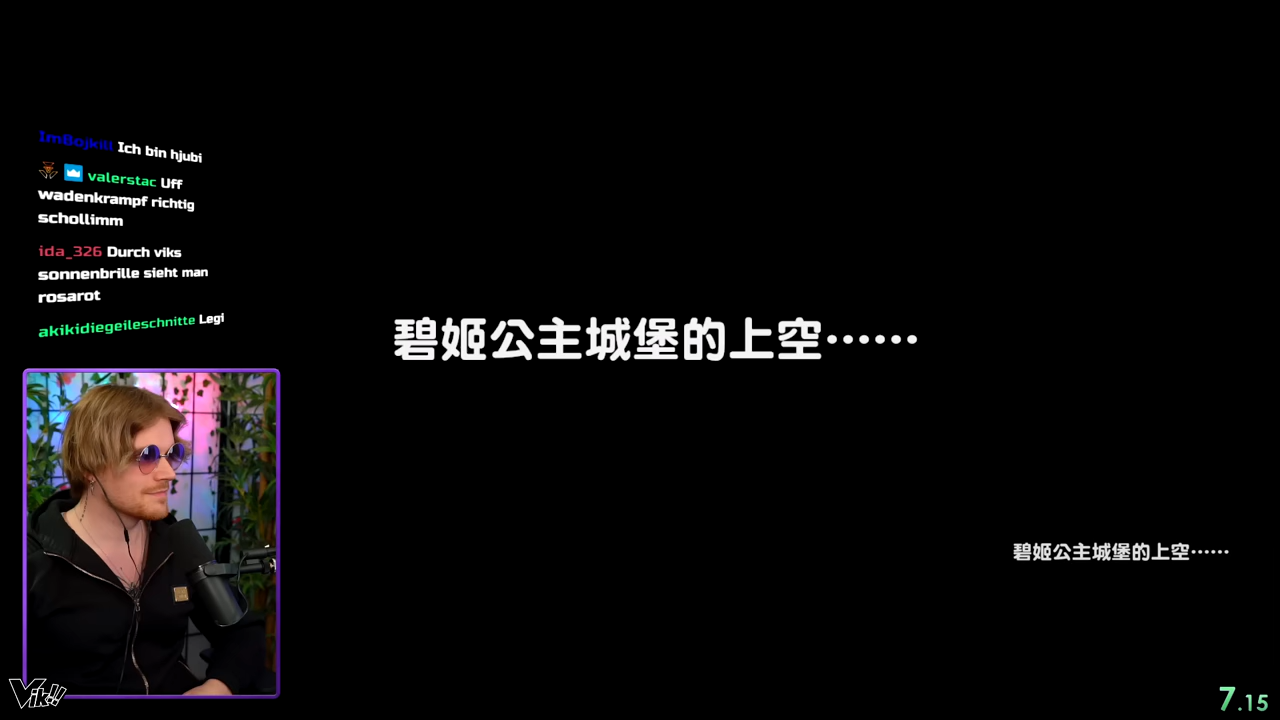 ImBojkill Ich bin hjubi
valerstac Uff
wadenkrampf richtig
schollimm
ida_326 Durch viks
sonnenbrille sieht man
rosarot
akikidiegeileschnitte Legi
碧姬公主城堡的上空……
碧姬公主城堡的上空……
Vik!!
7.15